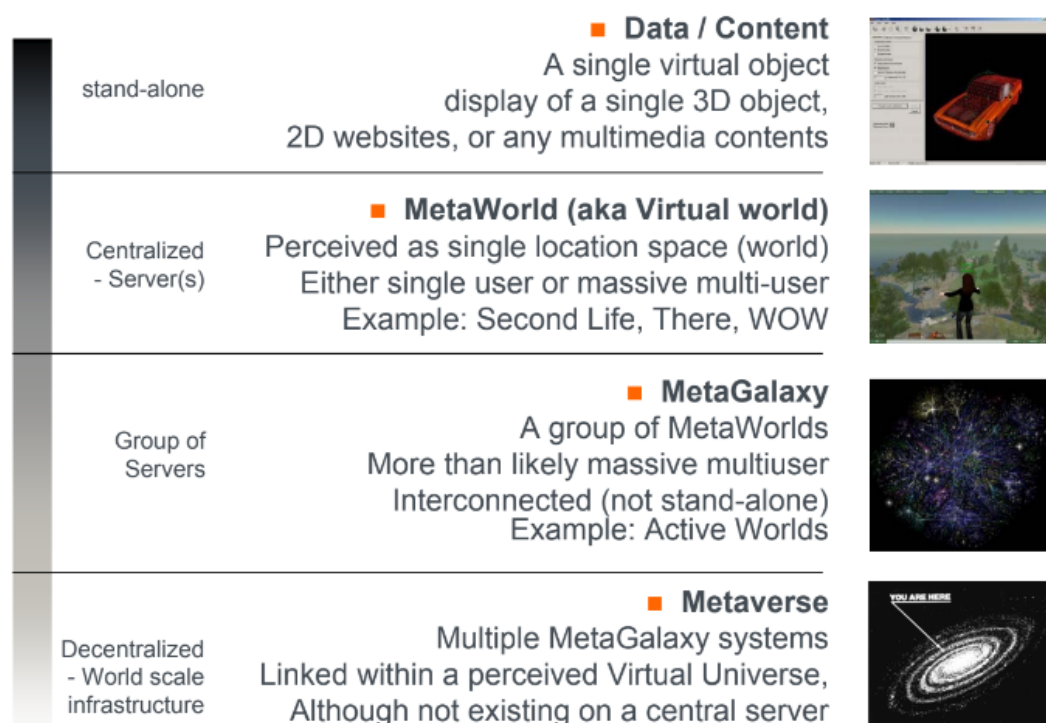 Data / Content
stand-alone
A single virtual object
display of a single 3D object,
2D websites, or any multimedia contents
MetaWorld (aka Virtual world)
Centralized
- Server(s)
Perceived as single location space (world)
Either single user or massive multi-user
Example: Second Life, There, WOW
MetaGalaxy
Group of
Servers
A group of MetaWorlds
More than likely massive multiuser
Interconnected (not stand-alone)
Example: Active Worlds
Metaverse
Decentralized
- World scale
infrastructure
Multiple MetaGalaxy systems
Linked within a perceived Virtual Universe,
Although not existing on a central server
YOU ARE HERE